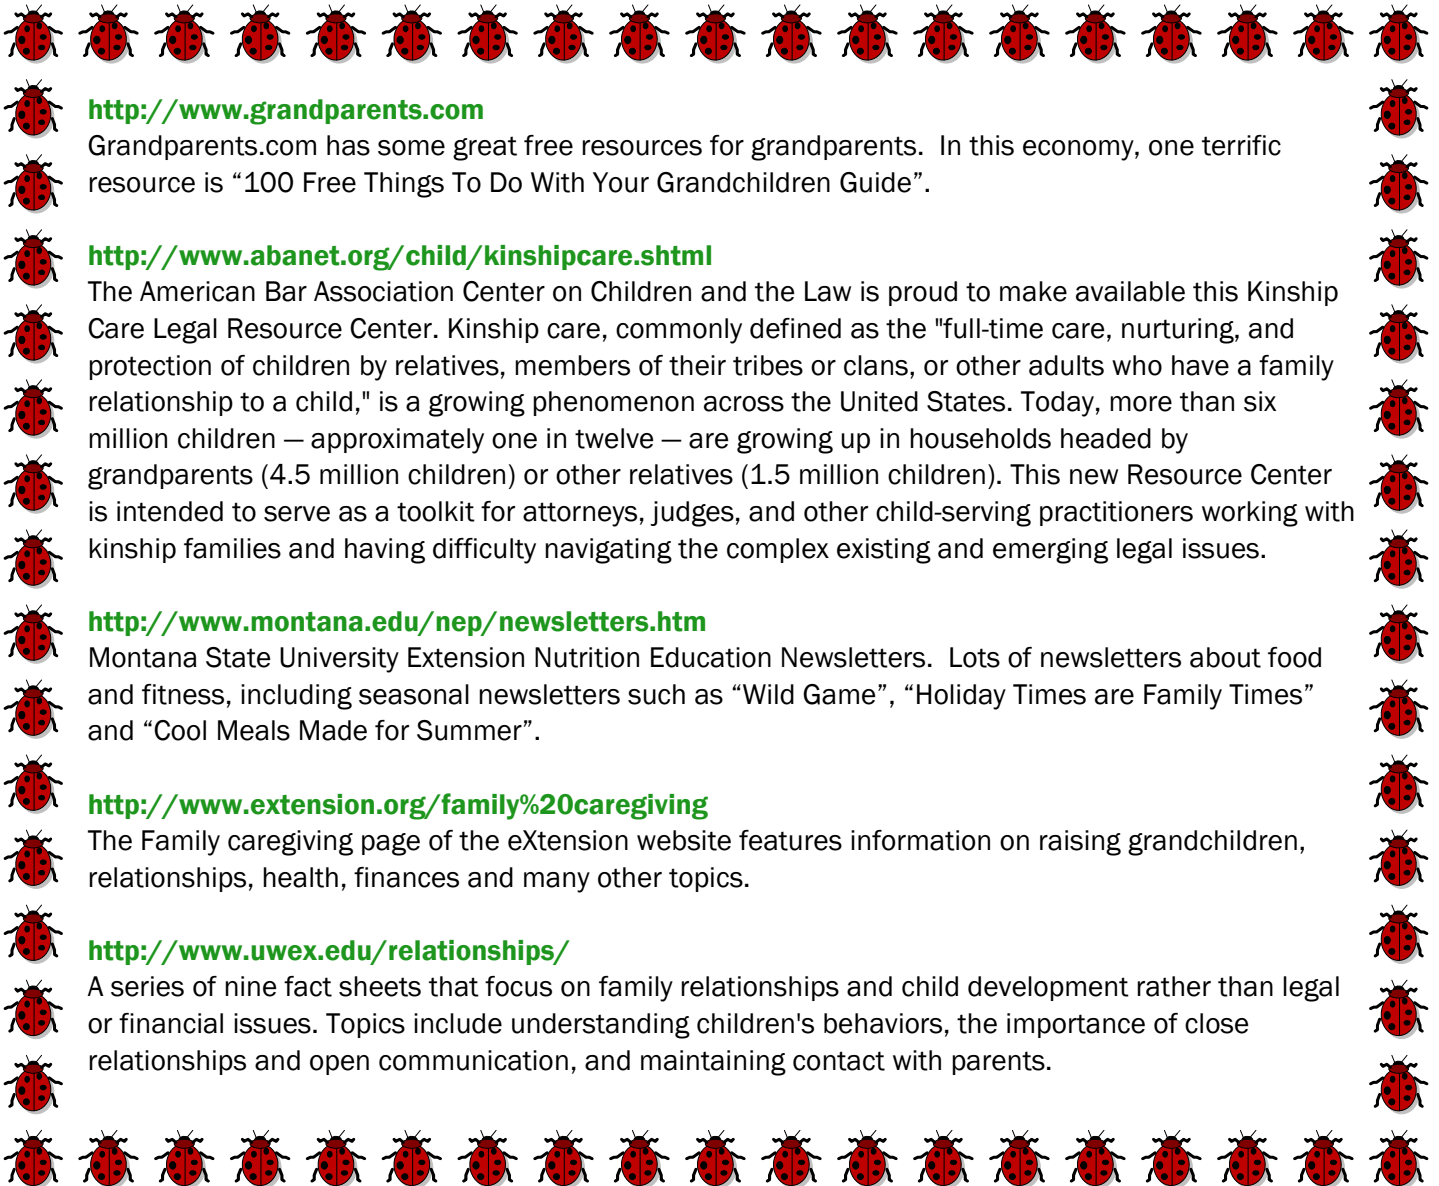 http://www.grandparents.com
Grandparents.com has some great free resources for grandparents.  In this economy, one terrific
resource is “100 Free Things To Do With Your Grandchildren Guide”.
http://www.abanet.org/child/kinshipcare.shtml
The American Bar Association Center on Children and the Law is proud to make available this Kinship
Care Legal Resource Center. Kinship care, commonly defined as the "full-time care, nurturing, and
protection of children by relatives, members of their tribes or clans, or other adults who have a family
relationship to a child," is a growing phenomenon across the United States. Today, more than six
million children — approximately one in twelve — are growing up in households headed by
grandparents (4.5 million children) or other relatives (1.5 million children). This new Resource Center
is intended to serve as a toolkit for attorneys, judges, and other child-serving practitioners working with
kinship families and having difficulty navigating the complex existing and emerging legal issues.
http://www.montana.edu/nep/newsletters.htm
Montana State University Extension Nutrition Education Newsletters.  Lots of newsletters about food
and fitness, including seasonal newsletters such as “Wild Game”, “Holiday Times are Family Times”
and “Cool Meals Made for Summer”.
http://www.extension.org/family%20caregiving
The Family caregiving page of the eXtension website features information on raising grandchildren,
relationships, health, finances and many other topics.
http://www.uwex.edu/relationships/
A series of nine fact sheets that focus on family relationships and child development rather than legal
or financial issues. Topics include understanding children's behaviors, the importance of close
relationships and open communication, and maintaining contact with parents.